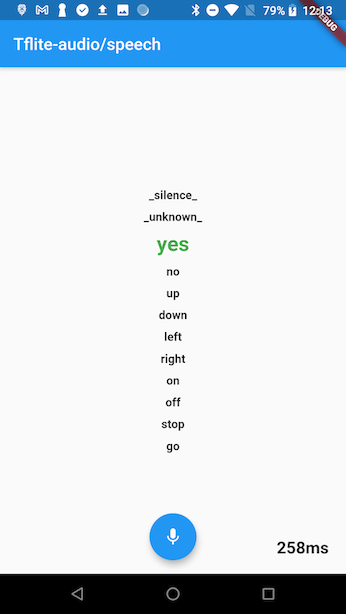 79% 12:13
DEBUG
Tflite-audio/speech
_silence_
_unknown_
yes
no
up
down
left
right
on
off
stop
go
258ms